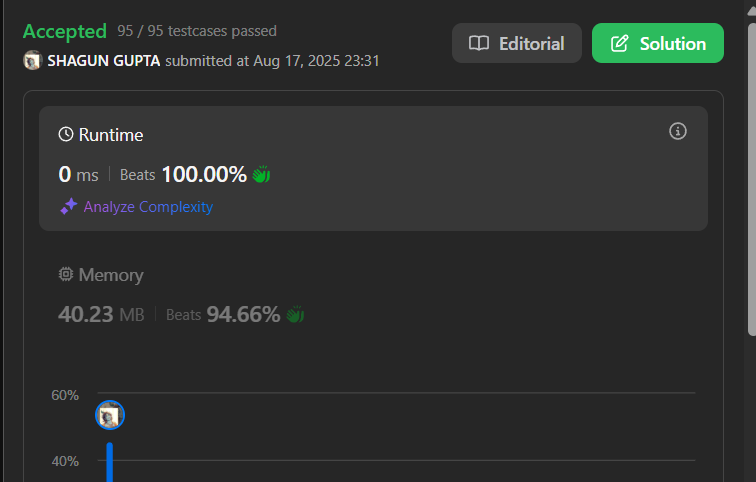 Accepted 95 / 95 testcases passed
SHAGUN GUPTA submitted at Aug 17, 2025 23:31
Editorial
Solution
Runtime
0 ms | Beats 100.00%
Analyze Complexity
Memory
40.23 MB | Beats 94.66%
60%
40%